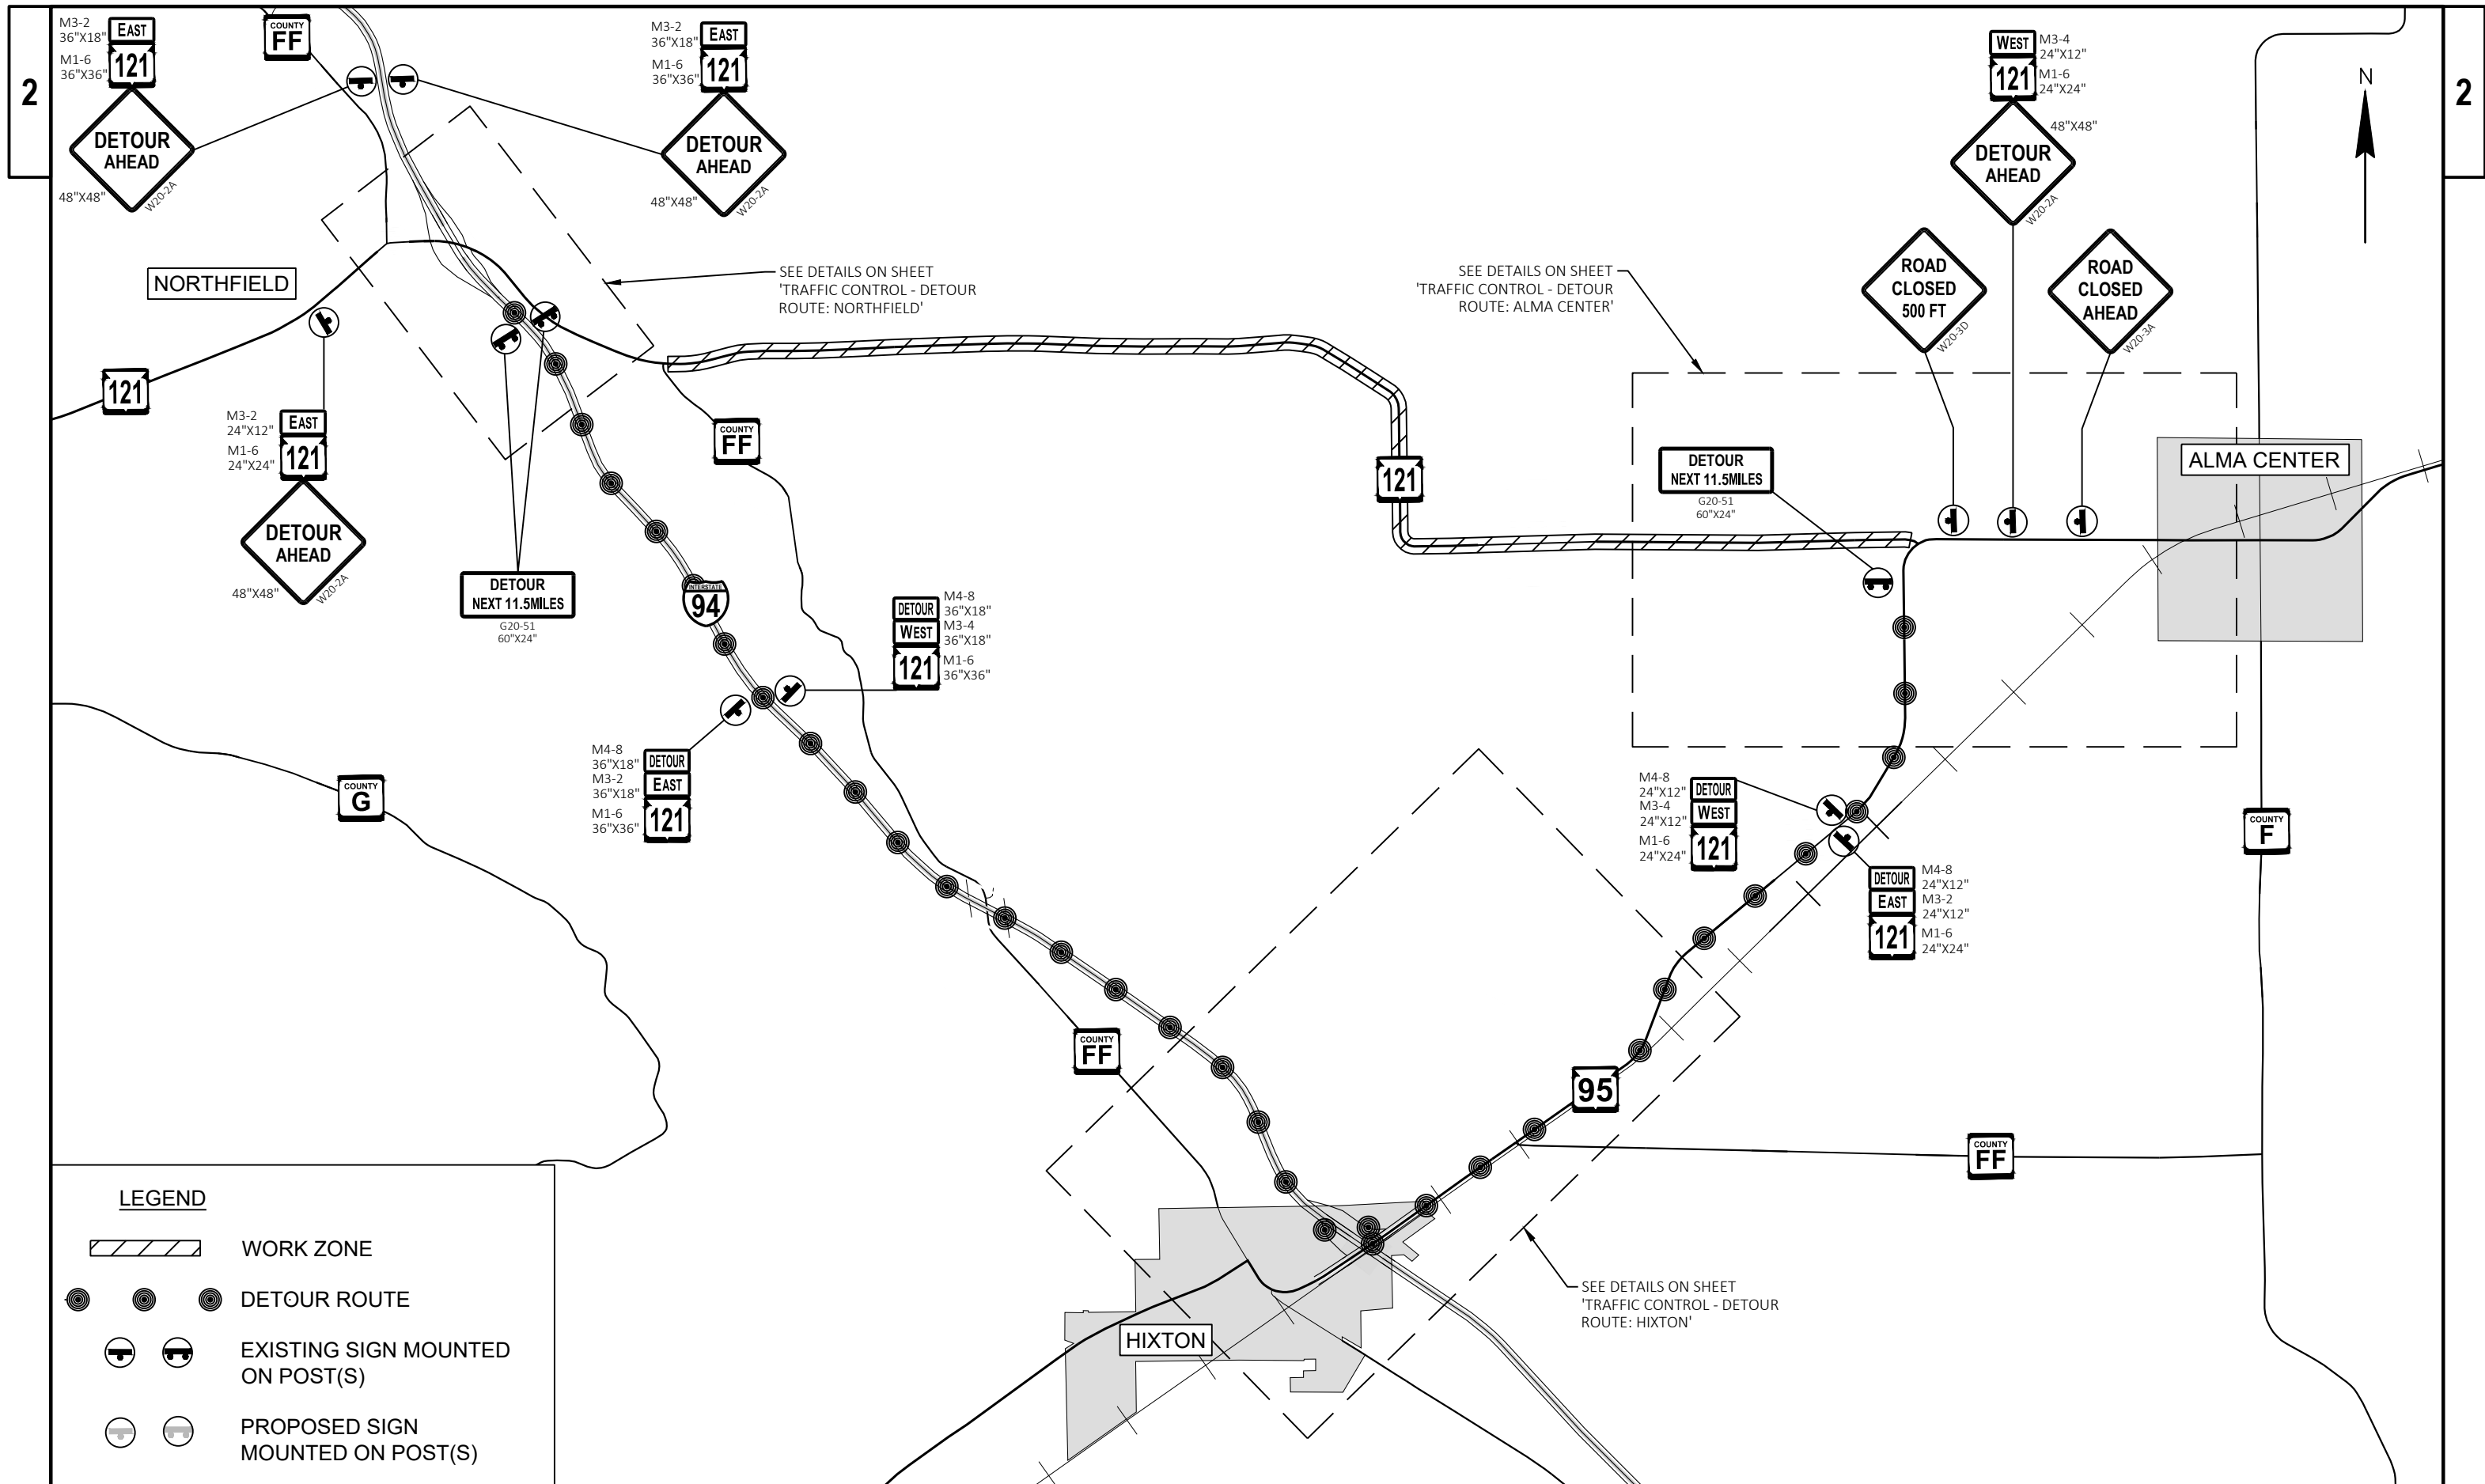 2
2
M3-2
36"X18"
M1-6
36"X36"
EAST
121
DETOUR
AHEAD
48"X48"
W20-2A
COUNTY
FF
M3-2
36"X18"
M1-6
36"X36"
EAST
121
DETOUR
AHEAD
48"X48"
W20-2A
WEST
121
M3-4
24"X12"
M1-6
24"X24"
DETOUR
AHEAD
48"X48"
W20-2A
N
ROAD
CLOSED
500 FT
W20-3D
ROAD
CLOSED
AHEAD
W20-3A
NORTHFIELD
SEE DETAILS ON SHEET
'TRAFFIC CONTROL - DETOUR
ROUTE: NORTHFIELD'
SEE DETAILS ON SHEET
'TRAFFIC CONTROL - DETOUR
ROUTE: ALMA CENTER'
121
M3-2
24"X12"
M1-6
24"X24"
EAST
121
DETOUR
AHEAD
48"X48"
W20-2A
COUNTY
FF
121
DETOUR
NEXT 11.5MILES
G20-51
60"X24"
ALMA CENTER
DETOUR
NEXT 11.5MILES
G20-51
60"X24"
INTERSTATE
94
DETOUR
WEST
121
M4-8
36"X18"
M3-4
36"X18"
M1-6
36"X36"
M4-8
36"X18"
M3-2
36"X18"
M1-6
36"X36"
DETOUR
EAST
121
COUNTY
G
M4-8
24"X12"
M3-4
24"X12"
M1-6
24"X24"
DETOUR
WEST
121
COUNTY
F
DETOUR
EAST
121
M4-8
24"X12"
M3-2
24"X12"
M1-6
24"X24"
COUNTY
FF
95
COUNTY
FF
SEE DETAILS ON SHEET
'TRAFFIC CONTROL - DETOUR
ROUTE: HIXTON'
HIXTON
LEGEND
WORK ZONE
DETOUR ROUTE
EXISTING SIGN MOUNTED
ON POST(S)
PROPOSED SIGN
MOUNTED ON POST(S)